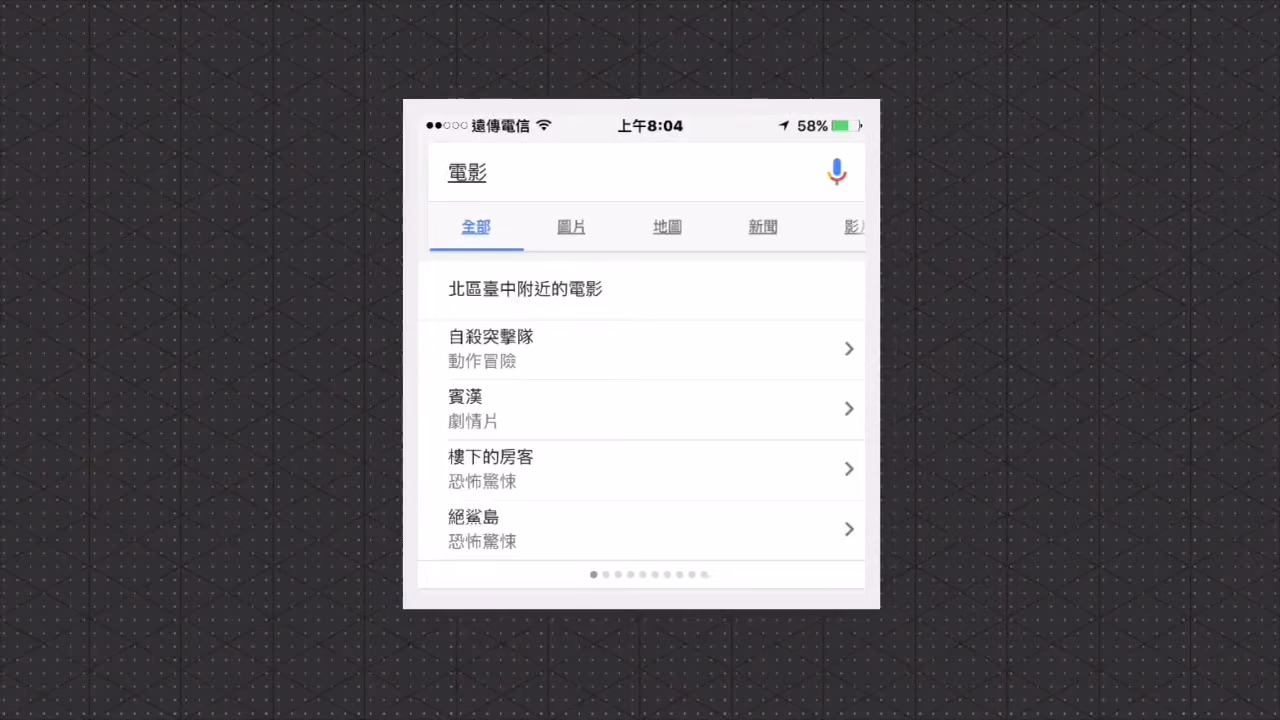 遠傳電信 上午8:04 58%
電影
全部 圖片 地圖 新聞 影片
北區臺中附近的電影
自殺突擊隊
動作冒險
賓漢
劇情片
樓下的房客
恐怖驚悚
絕鯊島
恐怖驚悚